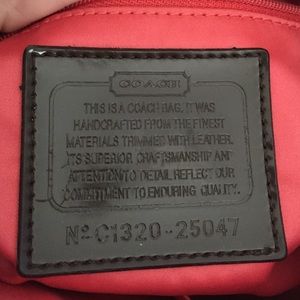 COACH
THIS IS A COACH BAG. IT WAS
HANDCRAFTED FROM THE FINEST
MATERIALS TRIMMED WITH LEATHER.
ITS SUPERIOR CRAFTSMANSHIP AND
ATTENTION TO DETAIL REFLECT OUR
COMMITMENT TO ENDURING QUALITY.
Nº C1320-25047